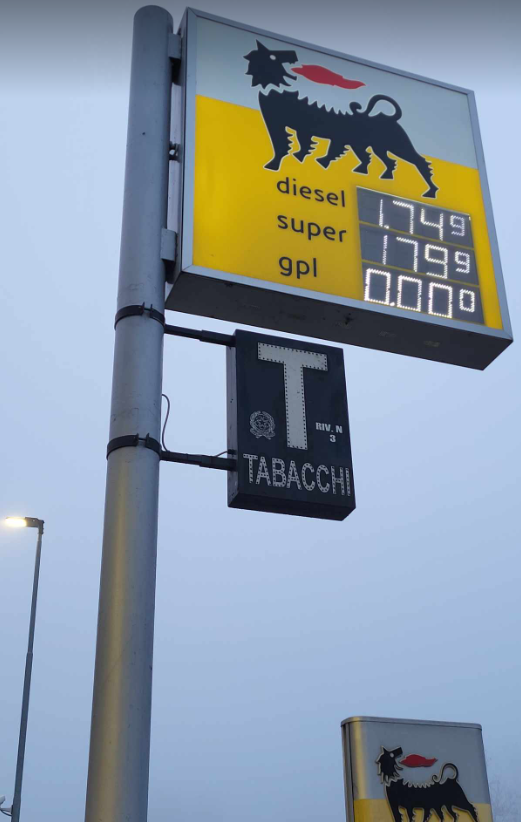 diesel 1.749
super 1.799
gpl 0.000
T
RIV. N
3
TABACCHI